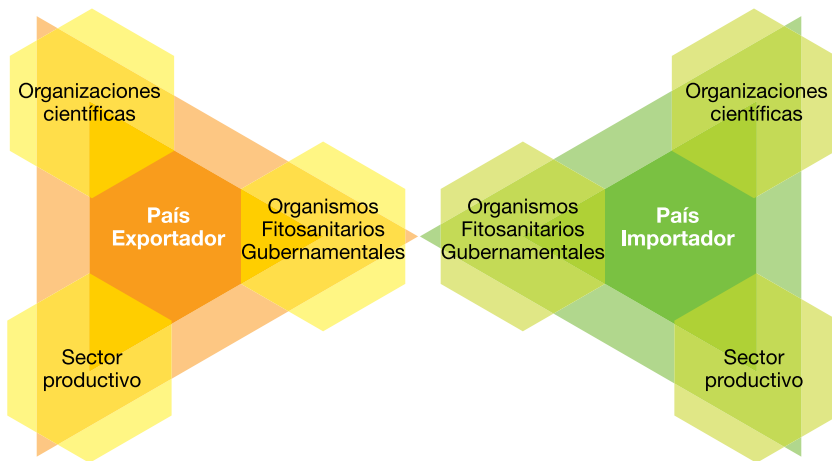 Organizaciones
científicas
País
Exportador
Organismos
Fitosanitarios
Gubernamentales
Sector
productivo
Organizaciones
científicas
Organismos
Fitosanitarios
Gubernamentales
País
Importador
Sector
productivo